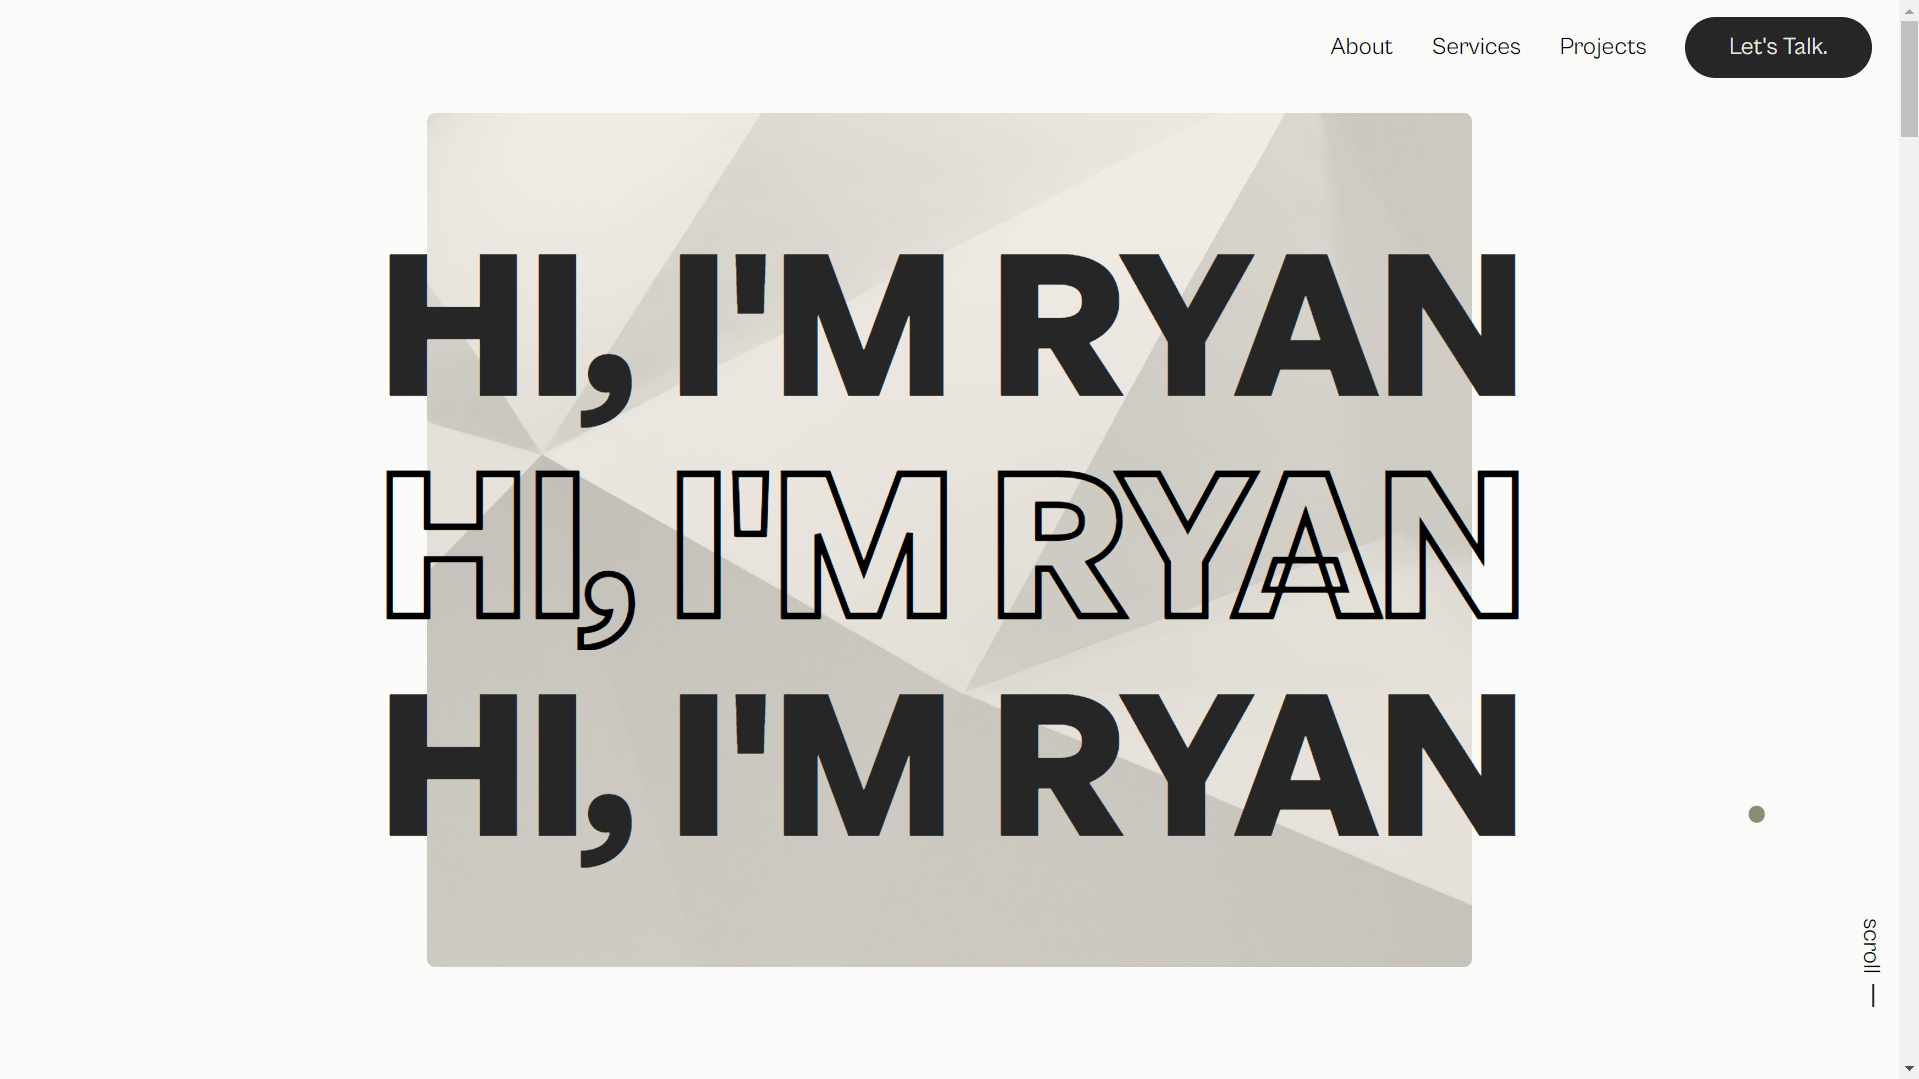 About Services Projects Let's Talk.
HI, I'M RYAN
HI, I'M RYAN
HI, I'M RYAN
scroll